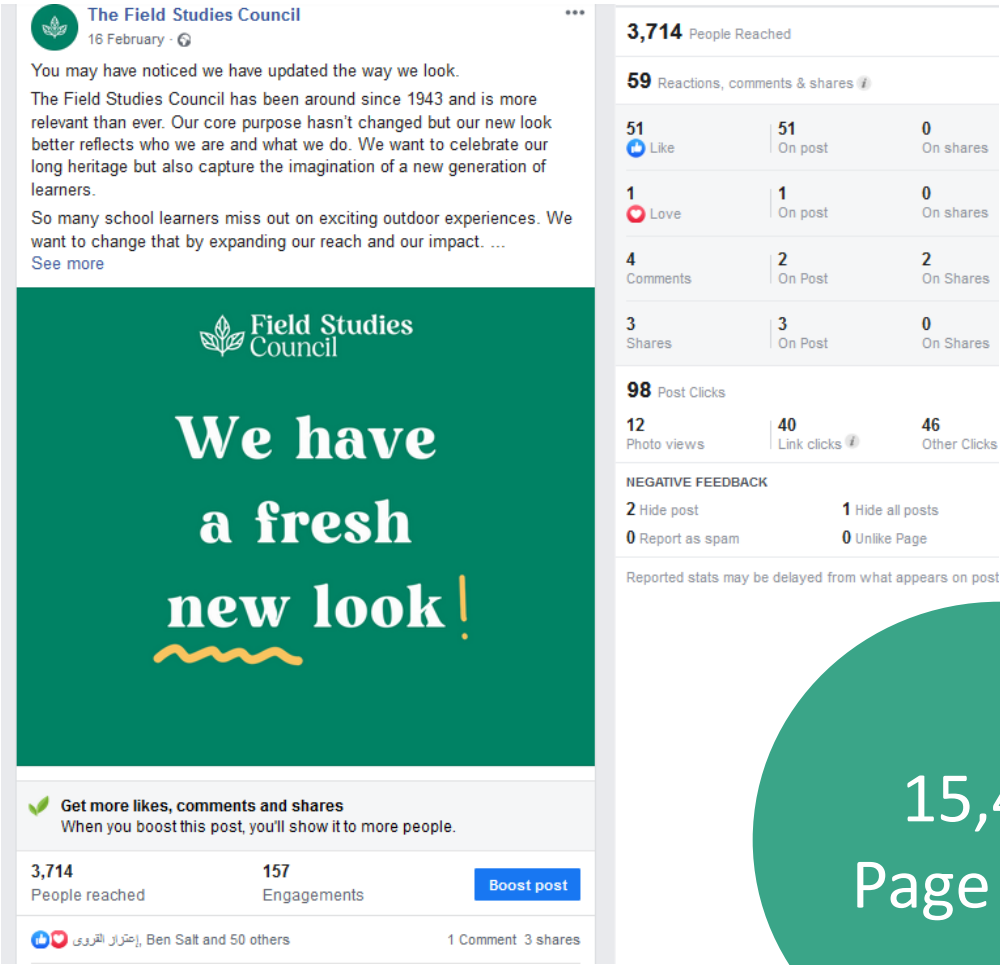 The Field Studies Council
16 February ·
You may have noticed we have updated the way we look.
The Field Studies Council has been around since 1943 and is more
relevant than ever. Our core purpose hasn't changed but our new look
better reflects who we are and what we do. We want to celebrate our
long heritage but also capture the imagination of a new generation of
learners.
So many school learners miss out on exciting outdoor experiences. We
want to change that by expanding our reach and our impact. ...
See more
Field Studies
Council
We have
a fresh
new look!
Get more likes, comments and shares
When you boost this post, you'll show it to more people.
3,714 157
People reached Engagements
Boost post
إعتزاز القروى, Ben Salt and 50 others 1 Comment 3 shares
3,714 People Reached
59 Reactions, comments & shares
51 51 0
Like On post On shares
1 1 0
Love On post On shares
4 2 2
Comments On Post On Shares
3 3 0
Shares On Post On Shares
98 Post Clicks
12 40 46
Photo views Link clicks Other Clicks
NEGATIVE FEEDBACK
2 Hide post 1 Hide all posts
0 Report as spam 0 Unlike Page
Reported stats may be delayed from what appears on post
15,4
Page